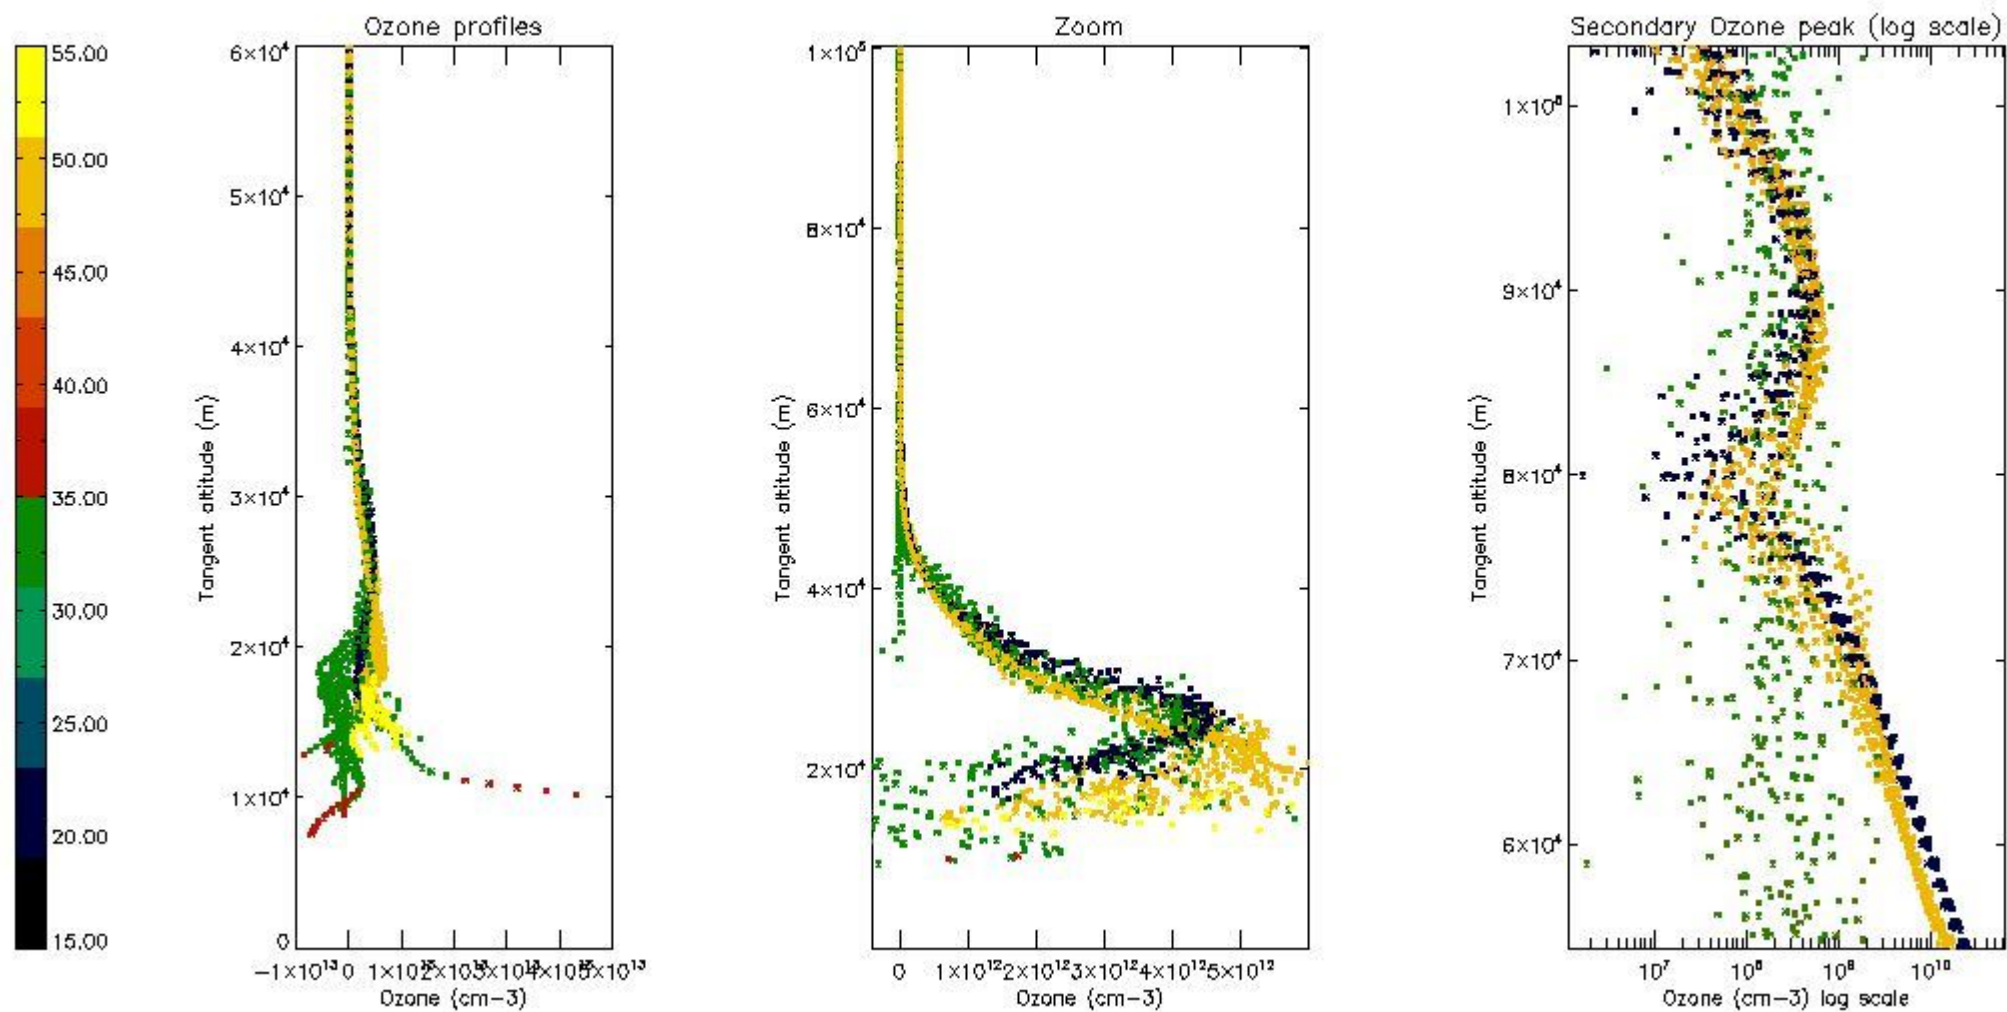 Ozone profiles
Zoom
Secondary Ozone peak (log scale)
55.00
50.00
45.00
40.00
35.00
30.00
25.00
20.00
15.00
6×10⁴
5×10⁴
4×10⁴
3×10⁴
2×10⁴
1×10⁴
0
Tangent altitude (m)
−1×10¹³ 0
Ozone (cm−3)
1×10⁵
8×10⁴
6×10⁴
4×10⁴
2×10⁴
Tangent altitude (m)
0 1×10¹² 2×10¹² 3×10¹² 4×10¹² 5×10¹²
Ozone (cm−3)
9×10⁴
8×10⁴
7×10⁴
6×10⁴
Tangent altitude (m)
10⁷ 10⁸ 10⁹ 10¹⁰
Ozone (cm−3) log scale